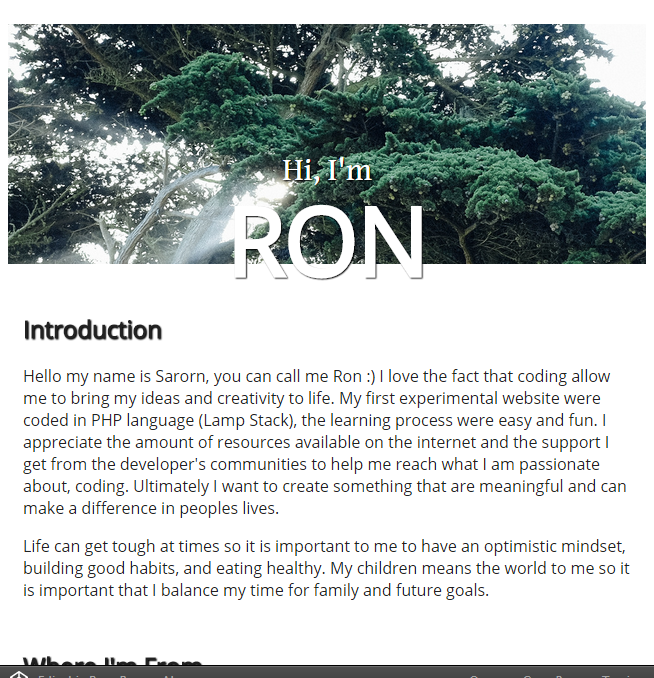 Hi, I'm
RON
Introduction
Hello my name is Sarorn, you can call me Ron :) I love the fact that coding allow
me to bring my ideas and creativity to life. My first experimental website were
coded in PHP language (Lamp Stack), the learning process were easy and fun. I
appreciate the amount of resources available on the internet and the support I
get from the developer's communities to help me reach what I am passionate
about, coding. Ultimately I want to create something that are meaningful and can
make a difference in peoples lives.
Life can get tough at times so it is important to me to have an optimistic mindset,
building good habits, and eating healthy. My children means the world to me so it
is important that I balance my time for family and future goals.
Where I'm From